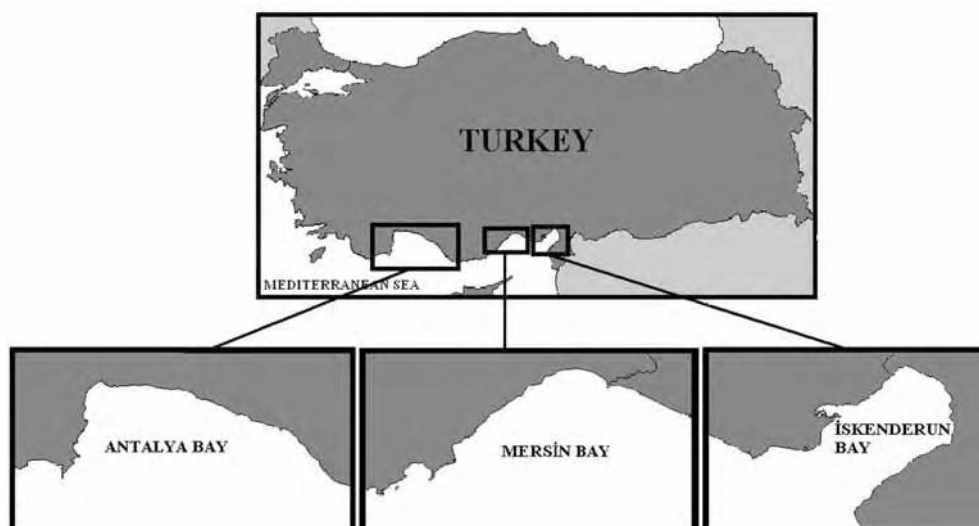 TURKEY
MEDITERRANEAN SEA
ANTALYA BAY
MERSİN BAY
İSKENDERUN
BAY